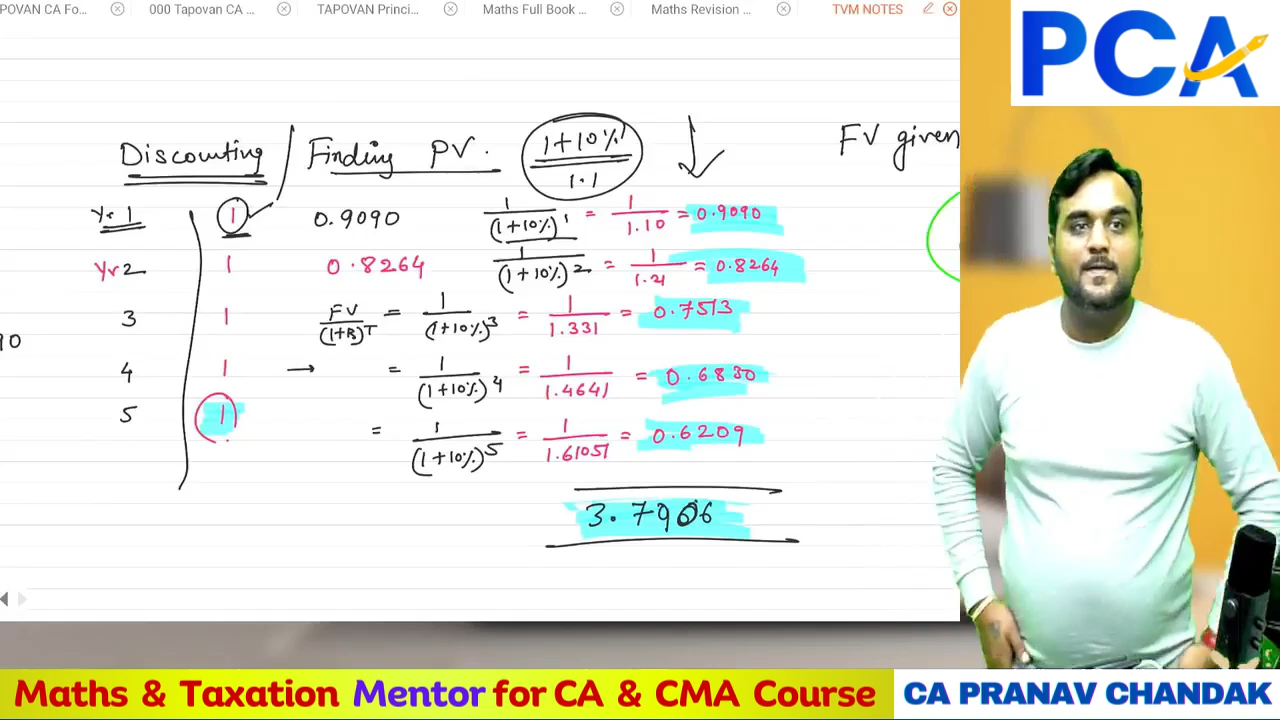 POVAN CA Fo...
000 Tapovan CA ...
TAPOVAN Princi...
Maths Full Book ...
Maths Revision ...
TVM NOTES
PCA
Discounting
Finding PV.
1+10%
1.1
FV given
Yr 1 1 0.9090 1/(1+10%)^1 = 1/1.10 = 0.9090
Yr 2 1 0.8264 1/(1+10%)^2 = 1/1.21 = 0.8264
3 1 FV/(1+R)^T = 1/(1+10%)^3 = 1/1.331 = 0.7513
90
4 1 → = 1/(1+10%)^4 = 1/1.4641 = 0.6830
5 1 = 1/(1+10%)^5 = 1/1.61051 = 0.6209
3.7906
Maths & Taxation Mentor for CA & CMA Course
CA PRANAV CHANDAK